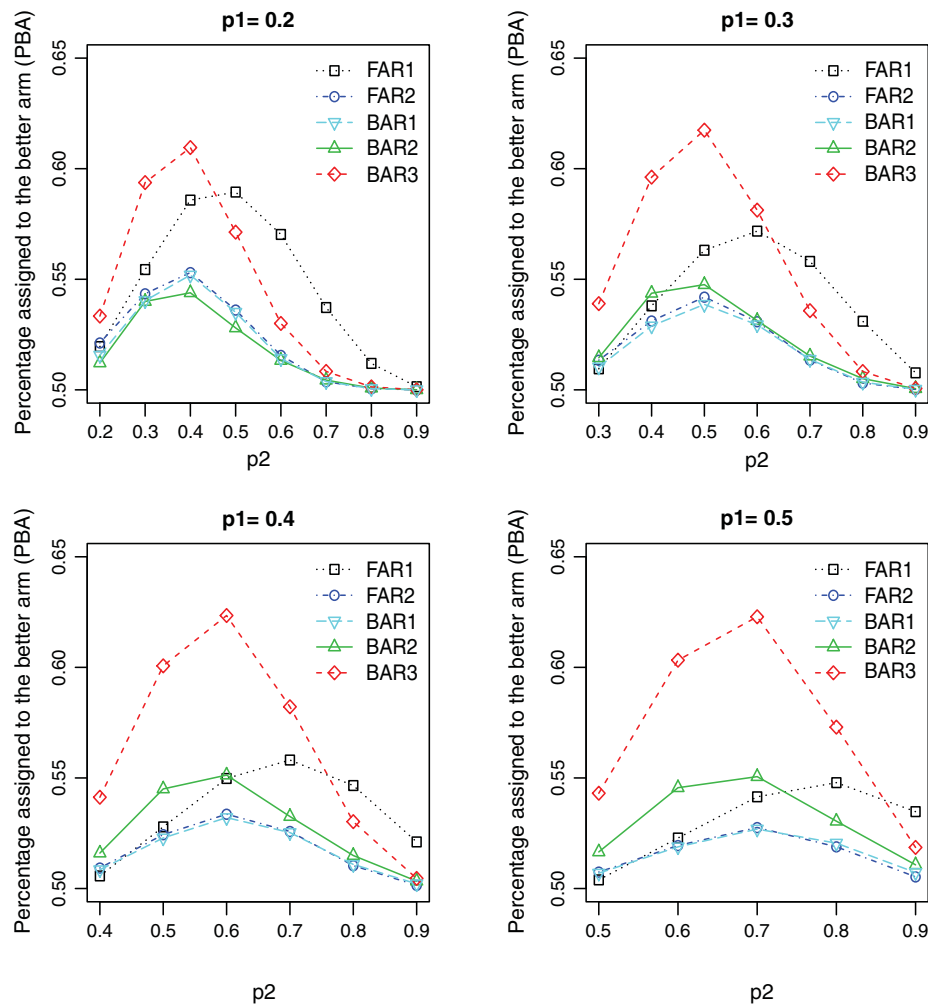 p1= 0.2
Percentage assigned to the better arm (PBA)
0.65
0.60
0.55
0.50
FAR1
FAR2
BAR1
BAR2
BAR3
0.2 0.3 0.4 0.5 0.6 0.7 0.8 0.9
p2
p1= 0.3
Percentage assigned to the better arm (PBA)
0.65
0.60
0.55
0.50
FAR1
FAR2
BAR1
BAR2
BAR3
0.3 0.4 0.5 0.6 0.7 0.8 0.9
p2
p1= 0.4
Percentage assigned to the better arm (PBA)
0.65
0.60
0.55
0.50
FAR1
FAR2
BAR1
BAR2
BAR3
0.4 0.5 0.6 0.7 0.8 0.9
p2
p1= 0.5
Percentage assigned to the better arm (PBA)
0.65
0.60
0.55
0.50
FAR1
FAR2
BAR1
BAR2
BAR3
0.5 0.6 0.7 0.8 0.9
p2